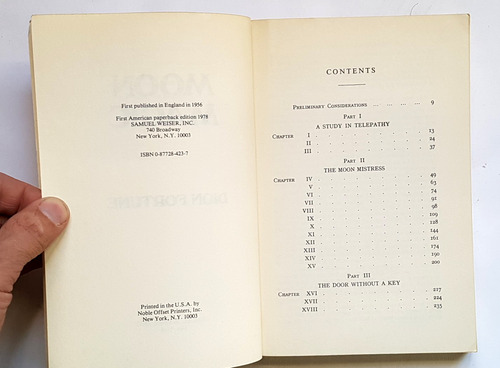 First published in England in 1956
First American paperback edition 1978
SAMUEL WEISER, INC.
740 Broadway
New York, N.Y. 10003
ISBN 0-87728-423-7
Printed in the U.S.A. by
Noble Offset Printers, Inc.
New York, N.Y. 10003
CONTENTS
PRELIMINARY CONSIDERATIONS ... ... ... ... 9
PART I
A STUDY IN TELEPATHY
CHAPTER I . . . . . . . . 13
II . . . . . . . . 24
III . . . . . . . . 37
PART II
THE MOON MISTRESS
CHAPTER IV . . . . . . . . 49
V . . . . . . . . 63
VI . . . . . . . . 74
VII . . . . . . . . 91
VIII . . . . . . . . 98
IX . . . . . . . . 109
X . . . . . . . . 128
XI . . . . . . . . 144
XII . . . . . . . . 161
XIII . . . . . . . . 174
XIV . . . . . . . . 190
XV . . . . . . . . 200
PART III
THE DOOR WITHOUT A KEY
CHAPTER XVI . . . . . . . . 217
XVII . . . . . . . . 224
XVIII . . . . . . . . 233